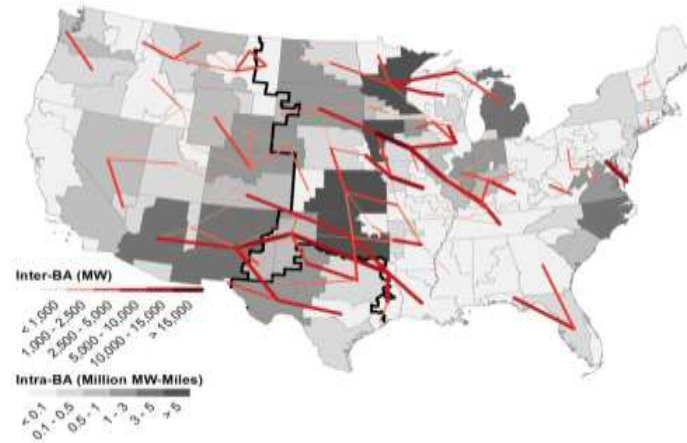 Inter-BA (MW)
< 1,000
1,000 - 2,500
2,500 - 5,000
5,000 - 10,000
10,000 - 15,000
> 15,000
Intra-BA (Million MW-Miles)
< 0.1
0.1 - 0.5
0.5 - 1
1 - 3
3 - 5
> 5